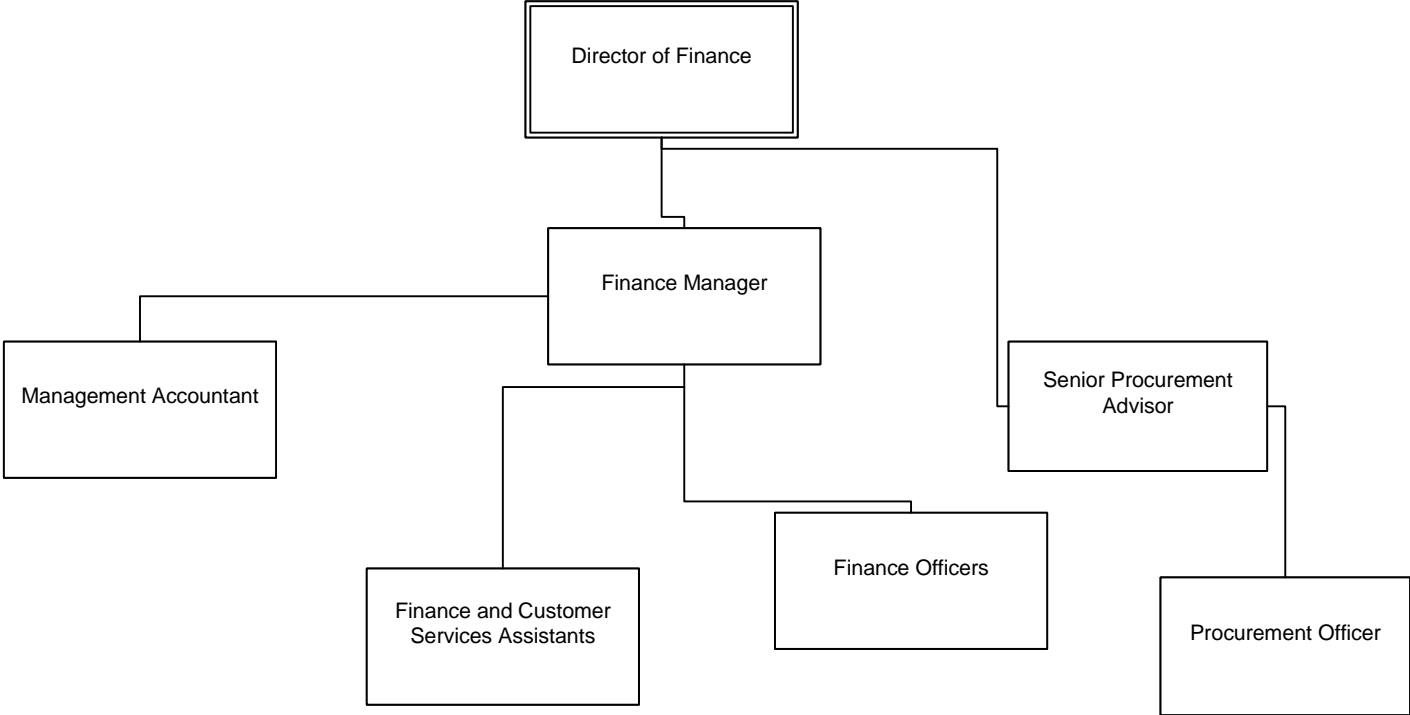 Director of Finance
Finance Manager
Management Accountant
Senior Procurement
Advisor
Finance Officers
Finance and Customer
Services Assistants
Procurement Officer